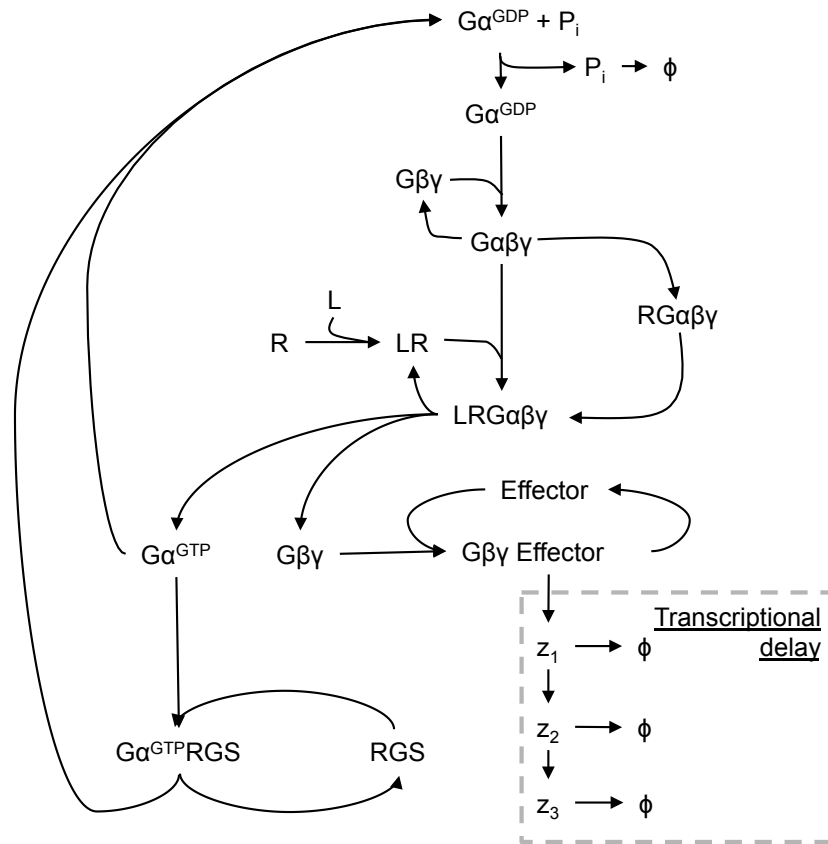 Gα^GDP + P_i
P_i ϕ
Gα^GDP
Gβγ
Gαβγ
RGαβγ
L
R LR
LRGαβγ
Effector
Gα^GTP Gβγ Gβγ Effector
Transcriptional
delay
z_1 ϕ
z_2 ϕ
Gα^GTPRGS RGS
z_3 ϕ